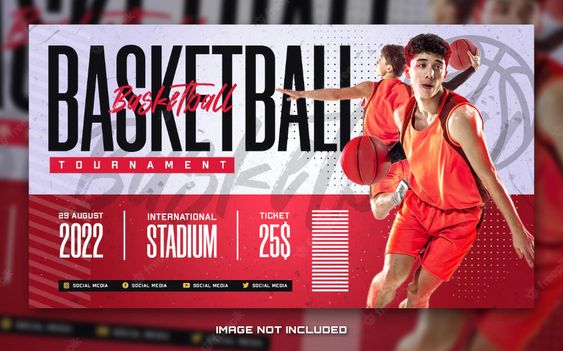 BASKETBALL
Basketball
TOURNAMENT
29 AUGUST
2022
INTERNATIONAL
STADIUM
TICKET
25$
SOCIAL MEDIA
SOCIAL MEDIA
SOCIAL MEDIA
SOCIAL MEDIA
IMAGE NOT INCLUDED